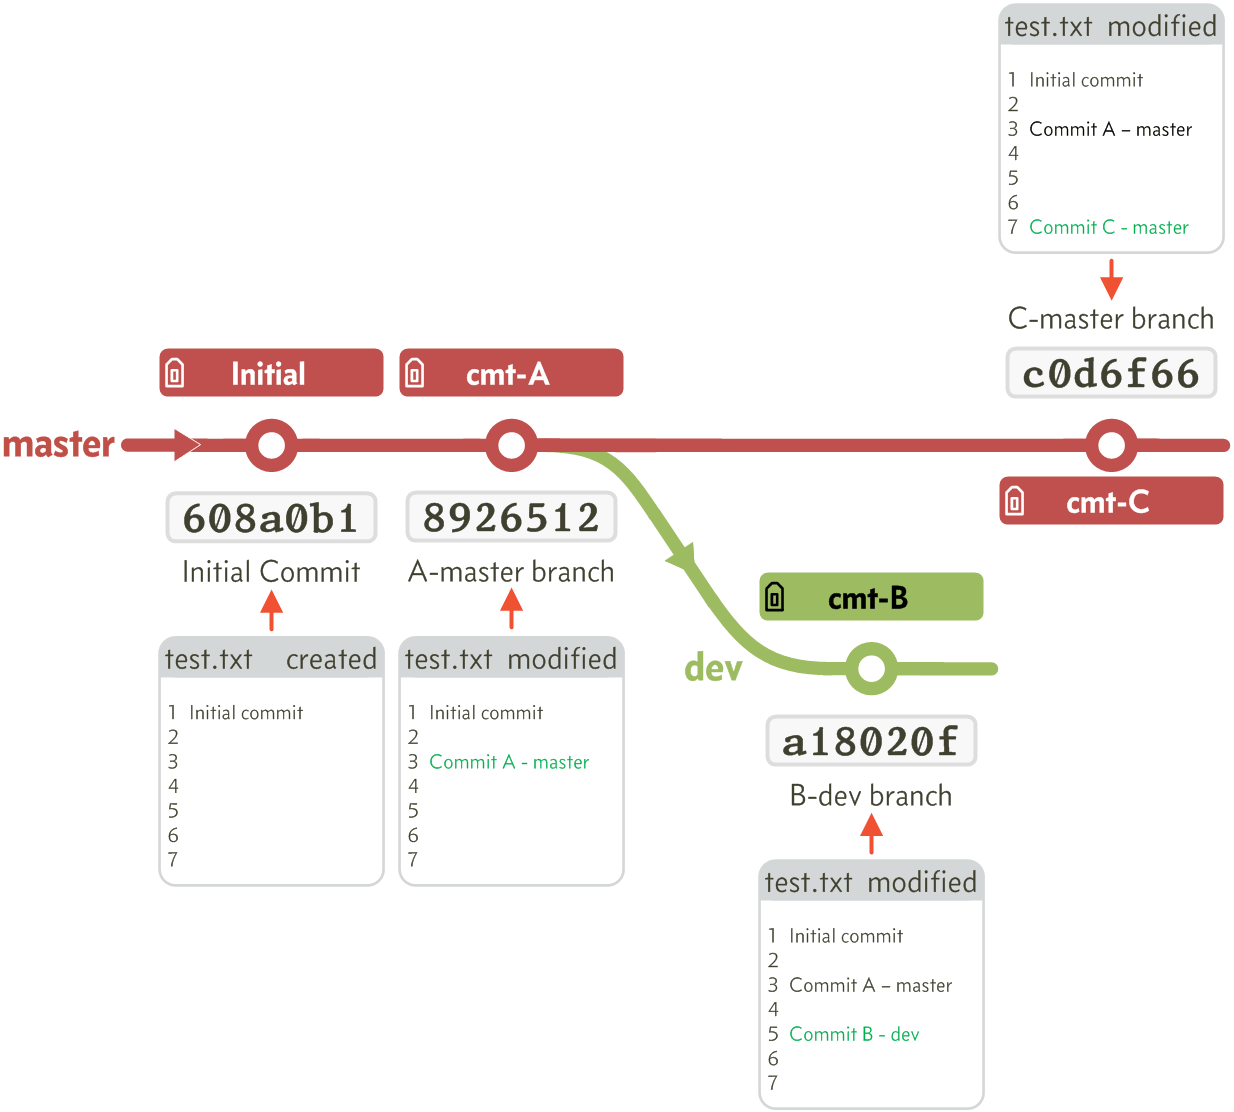 test.txt modified
1 Initial commit
2
3 Commit A – master
4
5
6
7 Commit C - master
C-master branch
c0d6f66
Initial
cmt-A
master
cmt-C
608a0b1
Initial Commit
8926512
A-master branch
test.txt created
1 Initial commit
2
3
4
5
6
7
test.txt modified
1 Initial commit
2
3 Commit A - master
4
5
6
7
cmt-B
dev
a18020f
B-dev branch
test.txt modified
1 Initial commit
2
3 Commit A – master
4
5 Commit B - dev
6
7